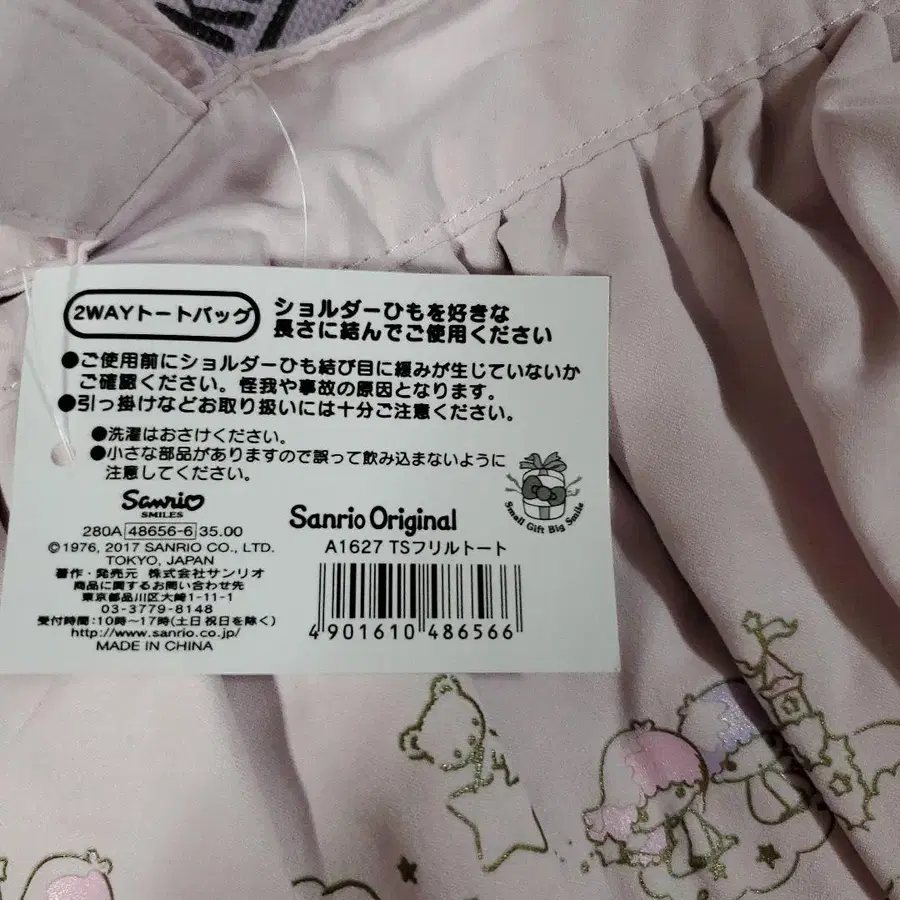 2WAYトートバッグ
ショルダーひもを好きな
長さに結んでご使用ください
●ご使用前にショルダーひも結び目に緩みが生じていないか
ご確認ください。怪我や事故の原因となります。
●引っ掛けなどお取り扱いには十分ご注意ください。
●洗濯はおさけください。
●小さな部品がありますので誤って飲み込まないように
注意してください。
Small Gift Big Smile
Sanrio
SMILES
280A 48656-6 35.00
©1976, 2017 SANRIO CO., LTD.
TOKYO, JAPAN
著作・発売元 株式会社サンリオ
商品に関するお問い合わせ先
東京都品川区大崎1-11-1
03-3779-8148
受付時間:10時〜17時(土日祝日を除く)
http://www.sanrio.co.jp/
MADE IN CHINA
Sanrio Original
A1627 TSフリルトート
4901610 486566